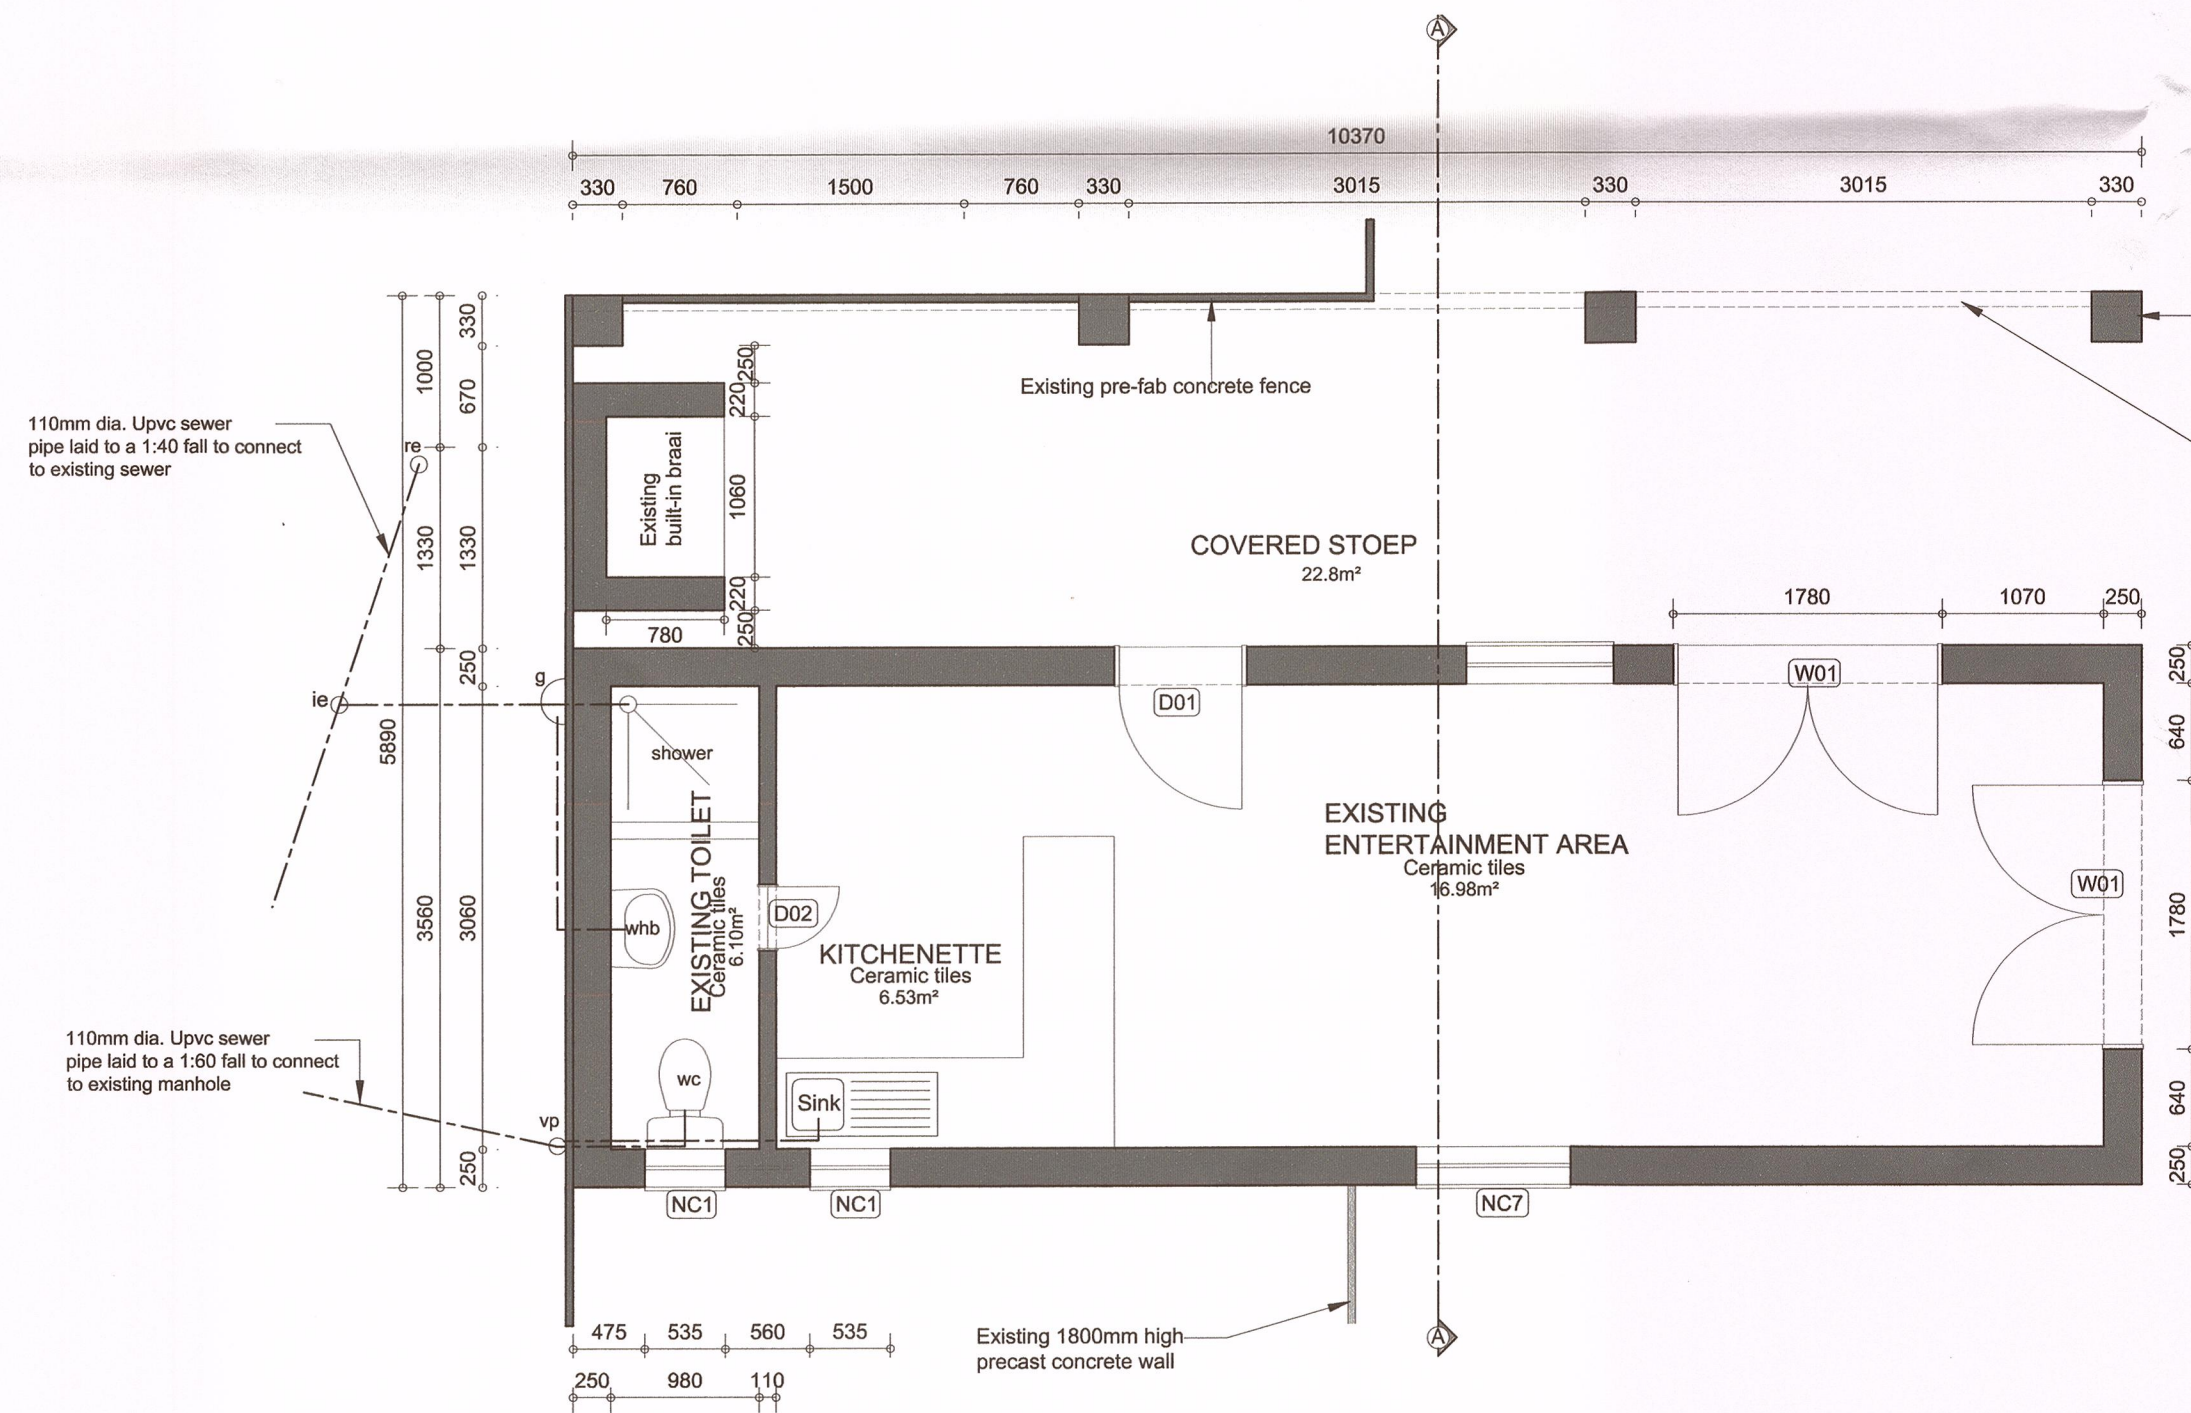 A
10370
330 760 1500 760 330 3015 330 3015 330
330
1000
670
250
220
Existing pre-fab concrete fence
110mm dia. Upvc sewer
pipe laid to a 1:40 fall to connect
to existing sewer
re
Existing
built-in braai
1060
1330
1330
COVERED STOEP
22.8m²
220
250
780
1780 1070 250
g
250
ie
5890
D01
W01
250
640
shower
EXISTING
ENTERTAINMENT AREA
Ceramic tiles
16.98m²
W01
1780
3560
3060
whb
EXISTING TOILET
Ceramic tiles
6.10m²
D02
KITCHENETTE
Ceramic tiles
6.53m²
110mm dia. Upvc sewer
pipe laid to a 1:60 fall to connect
to existing manhole
vp
wc
Sink
640
250
250
NC1
NC1
NC7
475 535 560 535
Existing 1800mm high
precast concrete wall
A
250 980 110